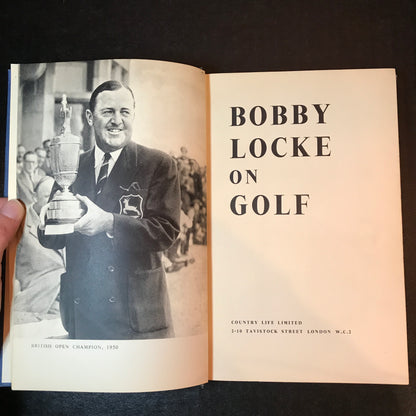 BRITISH OPEN CHAMPION, 1950
BOBBY
LOCKE
ON
GOLF
COUNTRY LIFE LIMITED
2-10 TAVISTOCK STREET LONDON W.C.2